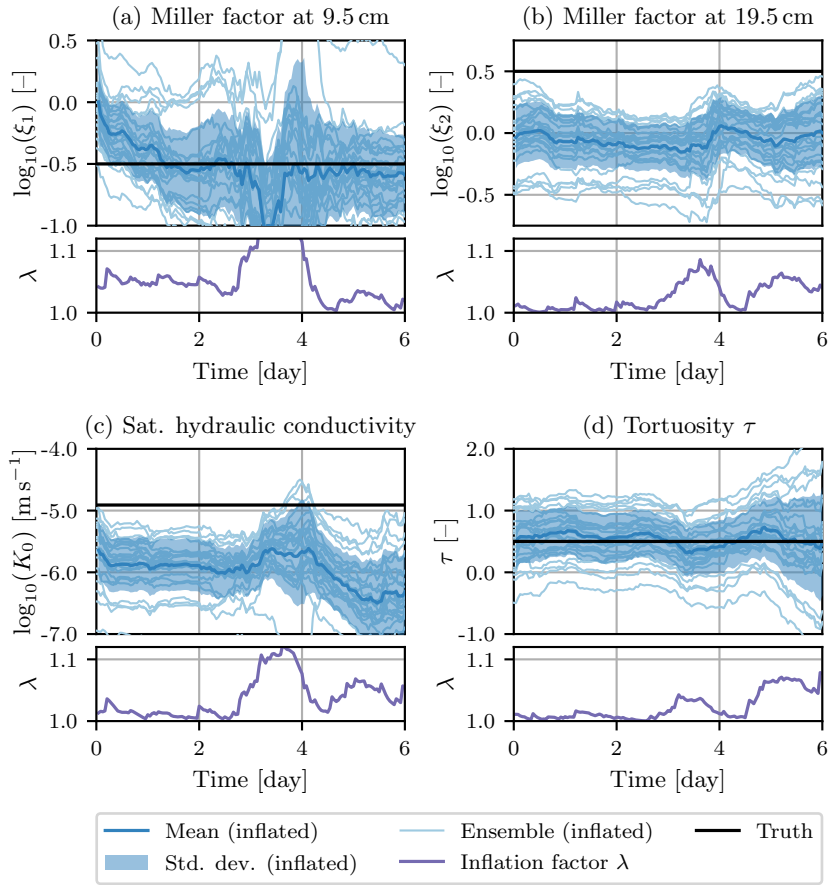 (a) Miller factor at 9.5 cm
(b) Miller factor at 19.5 cm
log10(ξ1) [–]
0.5
0.0
-0.5
-1.0
λ
1.1
1.0
0 2 4 6
Time [day]
log10(ξ2) [–]
0.5
0.0
-0.5
λ
1.1
1.0
0 2 4 6
Time [day]
(c) Sat. hydraulic conductivity
(d) Tortuosity τ
log10(K0) [m s−1]
-4.0
-5.0
-6.0
-7.0
λ
1.1
1.0
0 2 4 6
Time [day]
τ [–]
2.0
1.0
0.0
-1.0
λ
1.1
1.0
0 2 4 6
Time [day]
Mean (inflated)
Ensemble (inflated)
Truth
Std. dev. (inflated)
Inflation factor λ